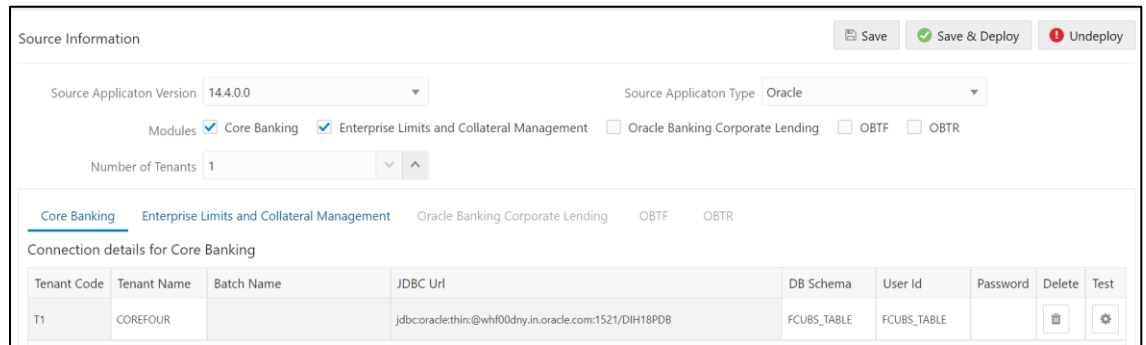 Source Information Save Save & Deploy Undeploy
Source Applicaton Version 14.4.0.0 Source Applicaton Type Oracle
Modules Core Banking Enterprise Limits and Collateral Management Oracle Banking Corporate Lending OBTF OBTR
Number of Tenants 1
Core Banking Enterprise Limits and Collateral Management Oracle Banking Corporate Lending OBTF OBTR
Connection details for Core Banking
Tenant Code Tenant Name Batch Name JDBC Url DB Schema User Id Password Delete Test
T1 COREFOUR jdbc:oracle:thin:@whf00dny.in.oracle.com:1521/DIH18PDB FCUBS_TABLE FCUBS_TABLE